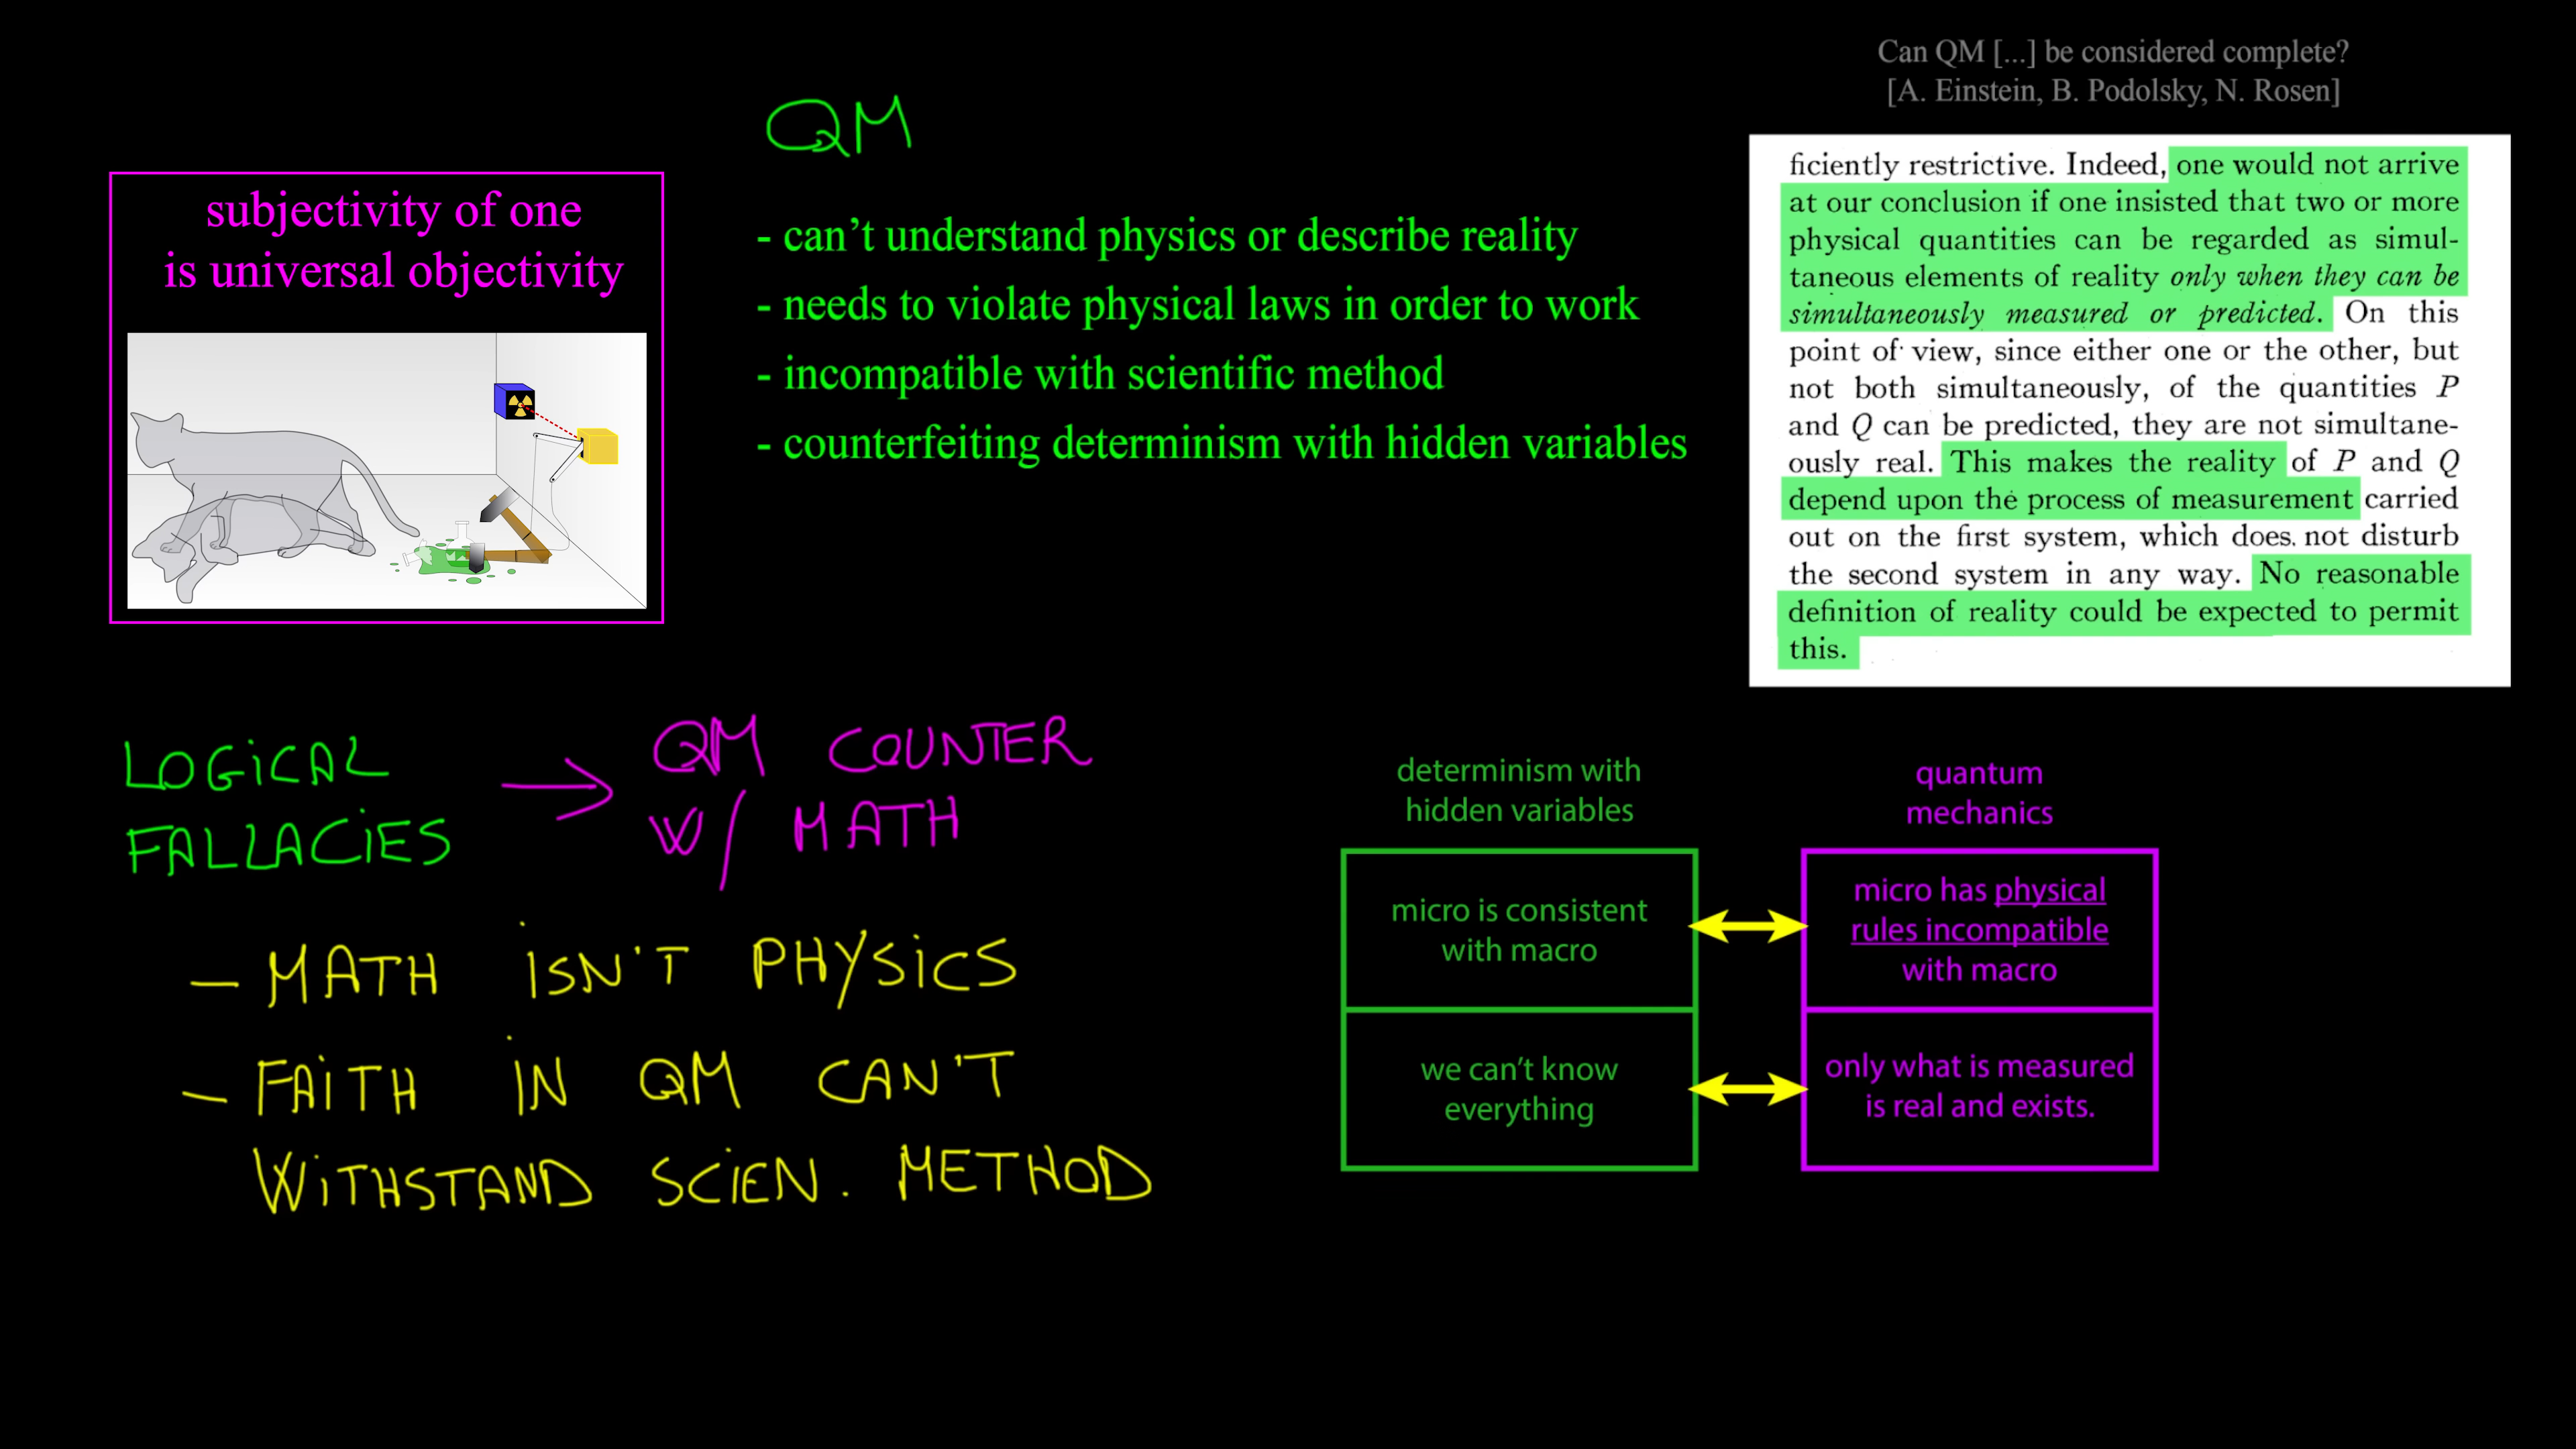 Can QM [...] be considered complete?
[A. Einstein, B. Podolsky, N. Rosen]
QM
subjectivity of one
is universal objectivity
- can't understand physics or describe reality
- needs to violate physical laws in order to work
- incompatible with scientific method
- counterfeiting determinism with hidden variables
ficiently restrictive. Indeed, one would not arrive
at our conclusion if one insisted that two or more
physical quantities can be regarded as simul-
taneous elements of reality only when they can be
simultaneously measured or predicted. On this
point of view, since either one or the other, but
not both simultaneously, of the quantities P
and Q can be predicted, they are not simultane-
ously real. This makes the reality of P and Q
depend upon the process of measurement carried
out on the first system, which does not disturb
the second system in any way. No reasonable
definition of reality could be expected to permit
this.
LOGiCAL
FALLACiES
QM COUNTER
W/ MATH
- MATH iSN'T PHYSiCS
- FAiTH iN QM CAN'T
WiTHSTAND SCiEN. METHOD
determinism with
hidden variables
micro is consistent
with macro
we can't know
everything
quantum
mechanics
micro has physical
rules incompatible
with macro
only what is measured
is real and exists.